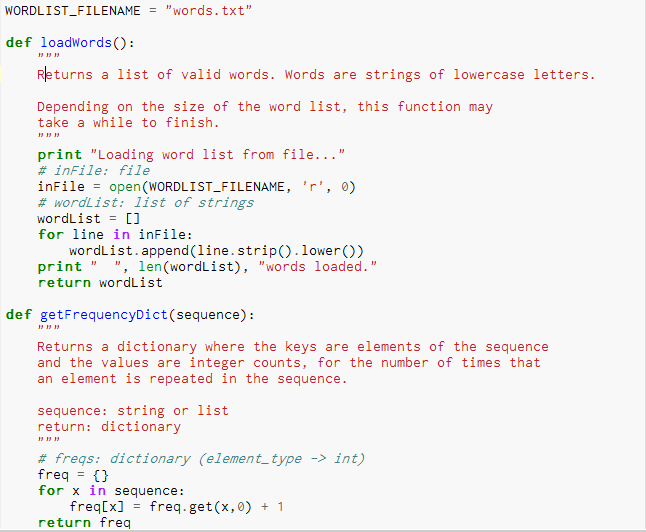 WORDLIST_FILENAME = "words.txt"

def loadWords():
    """
    Returns a list of valid words. Words are strings of lowercase letters.

    Depending on the size of the word list, this function may
    take a while to finish.
    """
    print "Loading word list from file..."
    # inFile: file
    inFile = open(WORDLIST_FILENAME, 'r', 0)
    # wordList: list of strings
    wordList = []
    for line in inFile:
        wordList.append(line.strip().lower())
    print "  ", len(wordList), "words loaded."
    return wordList

def getFrequencyDict(sequence):
    """
    Returns a dictionary where the keys are elements of the sequence
    and the values are integer counts, for the number of times that
    an element is repeated in the sequence.

    sequence: string or list
    return: dictionary
    """
    # freqs: dictionary (element_type -> int)
    freq = {}
    for x in sequence:
        freq[x] = freq.get(x,0) + 1
    return freq